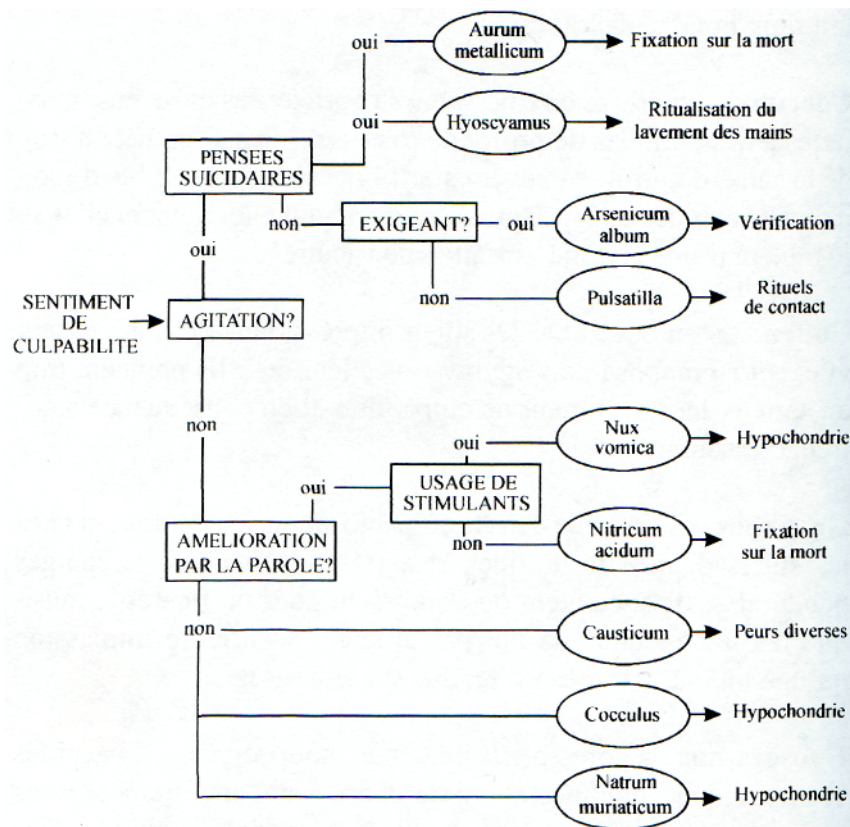 oui
Aurum
metallicum
Fixation sur la mort
oui
Hyoscyamus
Ritualisation du
lavement des mains
PENSEES
SUICIDAIRES
non
EXIGEANT?
oui
Arsenicum
album
Vérification
oui
non
Pulsatilla
Rituels
de contact
SENTIMENT
DE
CULPABILITE
AGITATION?
non
oui
Nux
vomica
Hypochondrie
oui
USAGE DE
STIMULANTS
non
Nitricum
acidum
Fixation
sur la mort
AMELIORATION
PAR LA PAROLE?
non
Causticum
Peurs diverses
Cocculus
Hypochondrie
Natrum
muriaticum
Hypochondrie